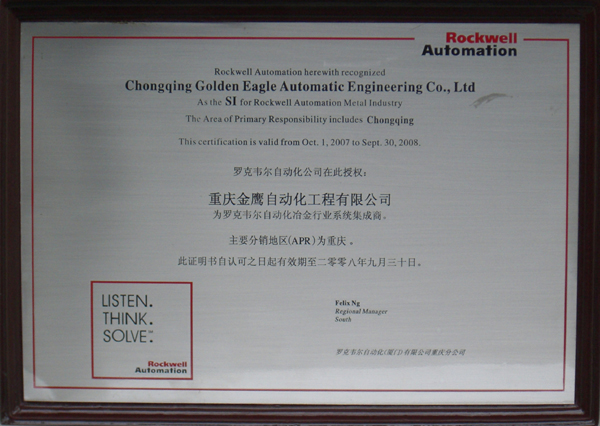 Rockwell
Automation
Rockwell Automation herewith recognized
Chongqing Golden Eagle Automatic Engineering Co., Ltd
As the SI for Rockwell Automation Metal Industry
The Area of Primary Responsibility includes Chongqing
This certification is valid from Oct. 1, 2007 to Sept. 30, 2008.
罗克韦尔自动化公司在此授权：
重庆金鹰自动化工程有限公司
为罗克韦尔自动化冶金行业系统集成商。
主要分销地区(APR)为重庆。
此证明书自认可之日起有效期至二零零八年九月三十日。
LISTEN.
THINK.
SOLVE.
Rockwell
Automation
Felix Ng
Regional Manager
South
罗克韦尔自动化(厦门)有限公司重庆分公司